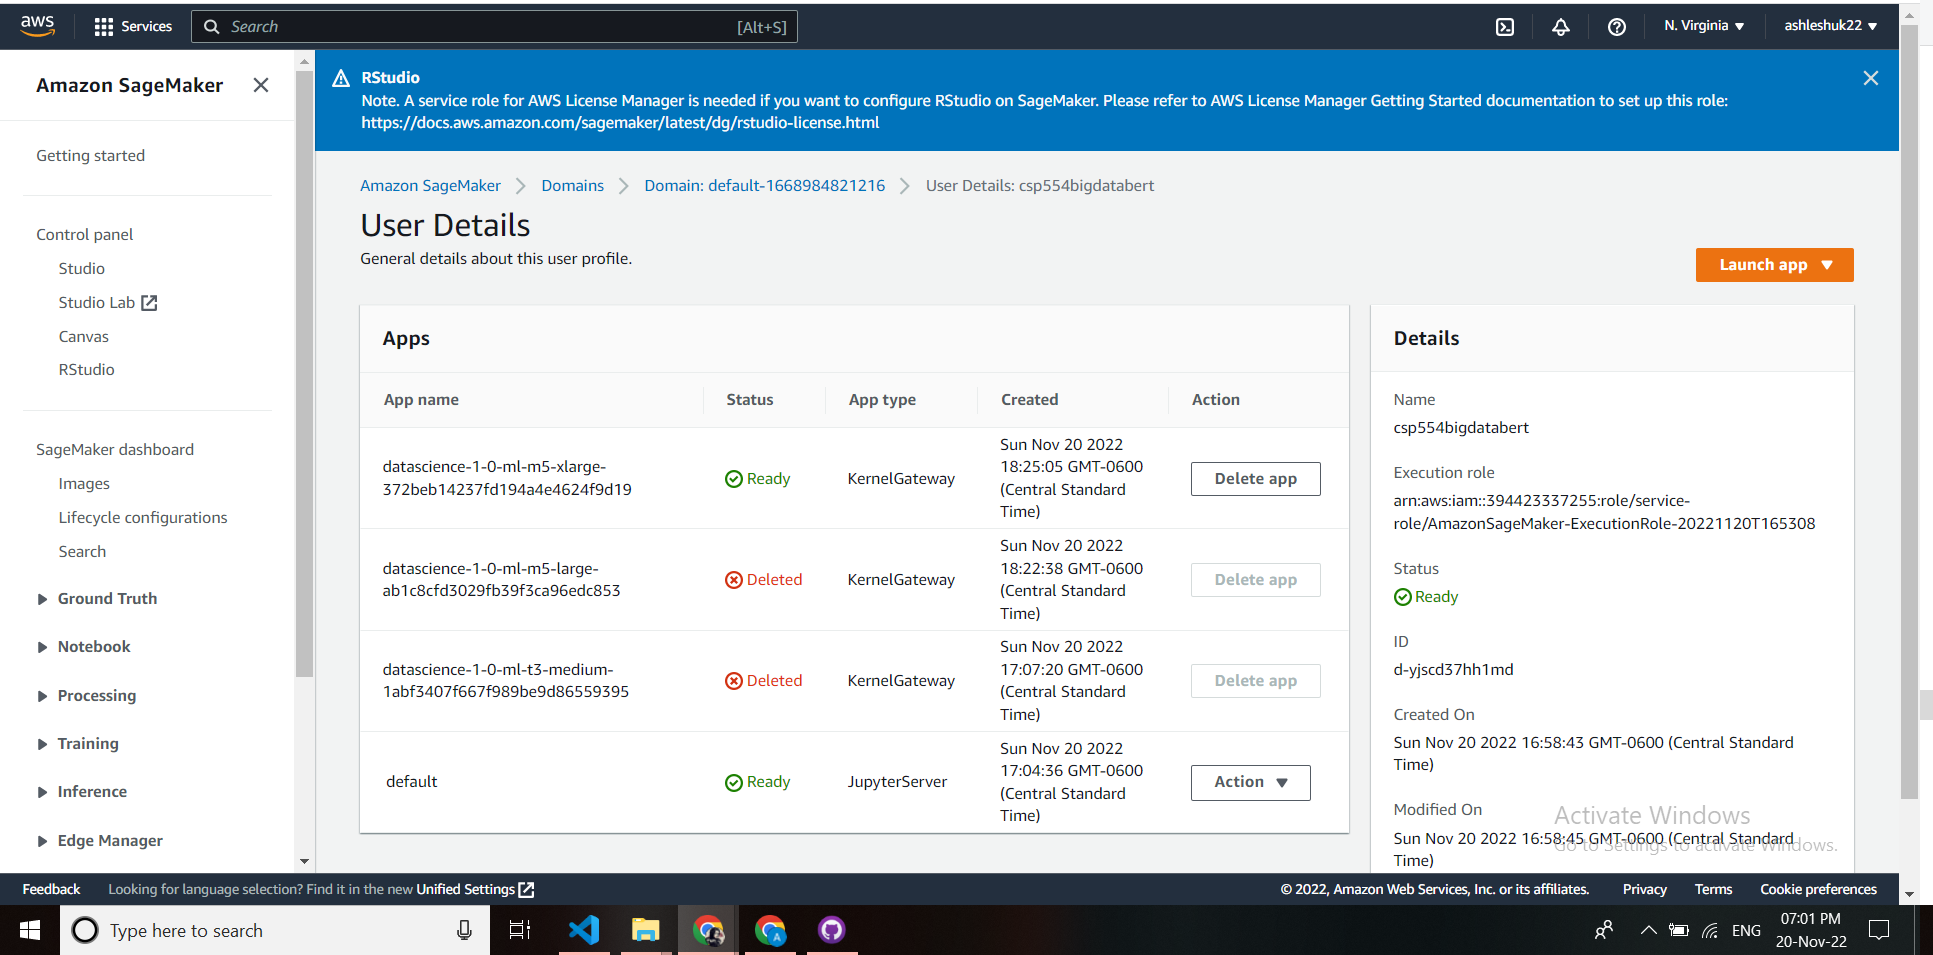 aws
Services
Search
[Alt+S]
N. Virginia
ashleshuk22
Amazon SageMaker
Getting started
Control panel
Studio
Studio Lab
Canvas
RStudio
SageMaker dashboard
Images
Lifecycle configurations
Search
Ground Truth
Notebook
Processing
Training
Inference
Edge Manager
RStudio
Note. A service role for AWS License Manager is needed if you want to configure RStudio on SageMaker. Please refer to AWS License Manager Getting Started documentation to set up this role:
https://docs.aws.amazon.com/sagemaker/latest/dg/rstudio-license.html
Amazon SageMaker
Domains
Domain: default-1668984821216
User Details: csp554bigdatabert
User Details
General details about this user profile.
Launch app
Apps
App name
Status
App type
Created
Action
datascience-1-0-ml-m5-xlarge-
372beb14237fd194a4e4624f9d19
Ready
KernelGateway
Sun Nov 20 2022
18:25:05 GMT-0600
(Central Standard
Time)
Delete app
datascience-1-0-ml-m5-large-
ab1c8cfd3029fb39f3ca96edc853
Deleted
KernelGateway
Sun Nov 20 2022
18:22:38 GMT-0600
(Central Standard
Time)
Delete app
datascience-1-0-ml-t3-medium-
1abf3407f667f989be9d86559395
Deleted
KernelGateway
Sun Nov 20 2022
17:07:20 GMT-0600
(Central Standard
Time)
Delete app
default
Ready
JupyterServer
Sun Nov 20 2022
17:04:36 GMT-0600
(Central Standard
Time)
Action
Details
Name
csp554bigdatabert
Execution role
arn:aws:iam::394423337255:role/service-
role/AmazonSageMaker-ExecutionRole-20221120T165308
Status
Ready
ID
d-yjscd37hh1md
Created On
Sun Nov 20 2022 16:58:43 GMT-0600 (Central Standard
Time)
Modified On
Sun Nov 20 2022 16:58:45 GMT-0600 (Central Standard
Time)
Activate Windows
Go to Settings to activate Windows.
Feedback
Looking for language selection? Find it in the new Unified Settings
© 2022, Amazon Web Services, Inc. or its affiliates.
Privacy
Terms
Cookie preferences
Type here to search
A
ENG
07:01 PM
20-Nov-22